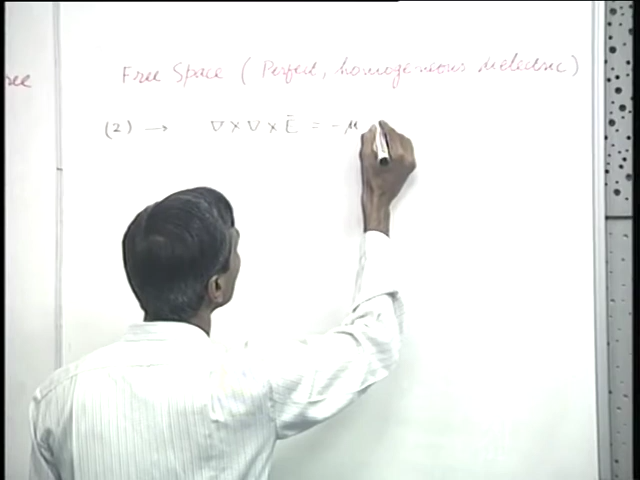 Free Space ( Perfect, homogeneous dielectric )
(2) → ∇ × ∇ × Ē = - μ